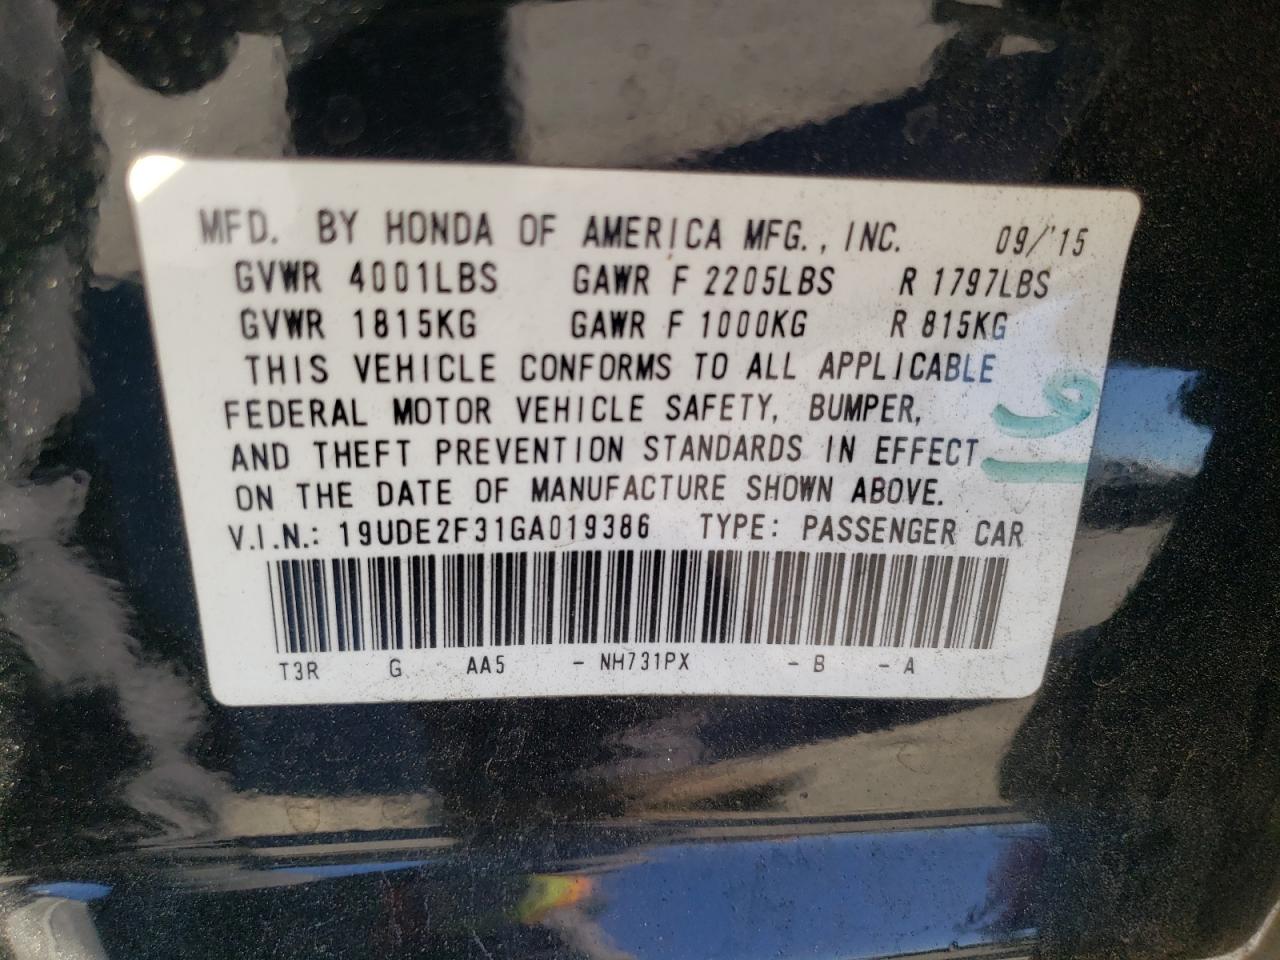 MFD. BY HONDA OF AMERICA MFG., INC. 09/'15
GVWR 4001LBS GAWR F 2205LBS R 1797LBS
GVWR 1815KG GAWR F 1000KG R 815KG
THIS VEHICLE CONFORMS TO ALL APPLICABLE
FEDERAL MOTOR VEHICLE SAFETY, BUMPER,
AND THEFT PREVENTION STANDARDS IN EFFECT
ON THE DATE OF MANUFACTURE SHOWN ABOVE.
V.I.N.: 19UDE2F31GA019386 TYPE: PASSENGER CAR
T3R G AA5 - NH731PX - B - A